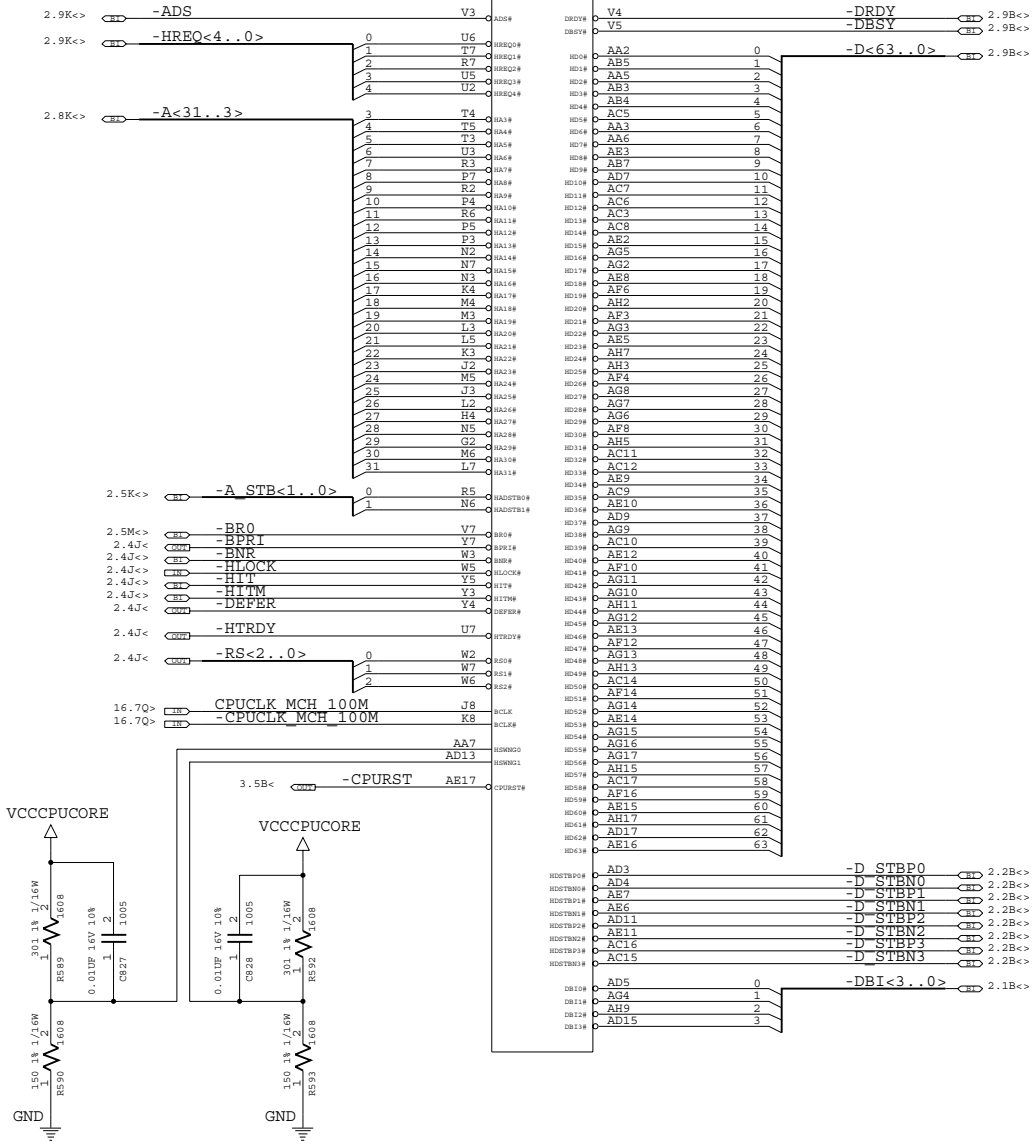 2.9K<> BI -ADS V3 ADS#
2.9K<> BI -HREQ<4..0>
0 U6 HREQ0#
1 T7 HREQ1#
2 R7 HREQ2#
3 U5 HREQ3#
4 U2 HREQ4#
2.8K<> BI -A<31..3>
3 T4 HA3#
4 T5 HA4#
5 T3 HA5#
6 U3 HA6#
7 R3 HA7#
8 P7 HA8#
9 R2 HA9#
10 P4 HA10#
11 R6 HA11#
12 P5 HA12#
13 P3 HA13#
14 N2 HA14#
15 N7 HA15#
16 N3 HA16#
17 K4 HA17#
18 M4 HA18#
19 M3 HA19#
20 L3 HA20#
21 L5 HA21#
22 K3 HA22#
23 J2 HA23#
24 M5 HA24#
25 J3 HA25#
26 L2 HA26#
27 H4 HA27#
28 N5 HA28#
29 G2 HA29#
30 M6 HA30#
31 L7 HA31#
2.5K<> BI -A_STB<1..0>
0 R5 HADSTB0#
1 N6 HADSTB1#
2.5M<> BI -BR0 V7 BR0#
2.4J< OUT -BPRI Y7 BPRI#
2.4J<> BI -BNR W3 BNR#
2.4J<> IN -HLOCK W5 HLOCK#
2.4J<> BI -HIT Y5 HIT#
2.4J<> BI -HITM Y3 HITM#
2.4J< OUT -DEFER Y4 DEFER#
2.4J< OUT -HTRDY U7 HTRDY#
2.4J< OUT -RS<2..0>
0 W2 RS0#
1 W7 RS1#
2 W6 RS2#
16.7Q> IN CPUCLK_MCH_100M J8 BCLK
16.7Q> IN -CPUCLK_MCH_100M K8 BCLK#
AA7 HSWNG0
AD13 HSWNG1
3.5B< OUT -CPURST AE17 CPURST#
DRDY# V4 -DRDY BI 2.9B<>
DBSY# V5 -DBSY BI 2.9B<>
-D<63..0> BI 2.9B<>
HD0# AA2 0
HD1# AB5 1
HD2# AA5 2
HD3# AB3 3
HD4# AB4 4
HD5# AC5 5
HD6# AA3 6
HD7# AA6 7
HD8# AE3 8
HD9# AB7 9
HD10# AD7 10
HD11# AC7 11
HD12# AC6 12
HD13# AC3 13
HD14# AC8 14
HD15# AE2 15
HD16# AG5 16
HD17# AG2 17
HD18# AE8 18
HD19# AF6 19
HD20# AH2 20
HD21# AF3 21
HD22# AG3 22
HD23# AE5 23
HD24# AH7 24
HD25# AH3 25
HD26# AF4 26
HD27# AG8 27
HD28# AG7 28
HD29# AG6 29
HD30# AF8 30
HD31# AH5 31
HD32# AC11 32
HD33# AC12 33
HD34# AE9 34
HD35# AC9 35
HD36# AE10 36
HD37# AD9 37
HD38# AG9 38
HD39# AC10 39
HD40# AE12 40
HD41# AF10 41
HD42# AG11 42
HD43# AG10 43
HD44# AH11 44
HD45# AG12 45
HD46# AE13 46
HD47# AF12 47
HD48# AG13 48
HD49# AH13 49
HD50# AC14 50
HD51# AF14 51
HD52# AG14 52
HD53# AE14 53
HD54# AG15 54
HD55# AG16 55
HD56# AG17 56
HD57# AH15 57
HD58# AC17 58
HD59# AF16 59
HD60# AE15 60
HD61# AH17 61
HD62# AD17 62
HD63# AE16 63
HDSTBP0# AD3 -D_STBP0 BI 2.2B<>
HDSTBN0# AD4 -D_STBN0 BI 2.2B<>
HDSTBP1# AE7 -D_STBP1 BI 2.2B<>
HDSTBN1# AE6 -D_STBN1 BI 2.2B<>
HDSTBP2# AD11 -D_STBP2 BI 2.2B<>
HDSTBN2# AE11 -D_STBN2 BI 2.2B<>
HDSTBP3# AC16 -D_STBP3 BI 2.2B<>
HDSTBN3# AC15 -D_STBN3 BI 2.2B<>
-DBI<3..0> BI 2.1B<>
DBI0# AD5 0
DBI1# AG4 1
DBI2# AH9 2
DBI3# AD15 3
VCCCPUCORE
301 1% 1/16W
1 2
R589 1608
0.01UF 16V 10%
1 2
C827 1005
150 1% 1/16W
1 2
R590 1608
GND
VCCCPUCORE
0.01UF 16V 10%
1 2
C828 1005
301 1% 1/16W
1 2
R592 1608
150 1% 1/16W
1 2
R593 1608
GND